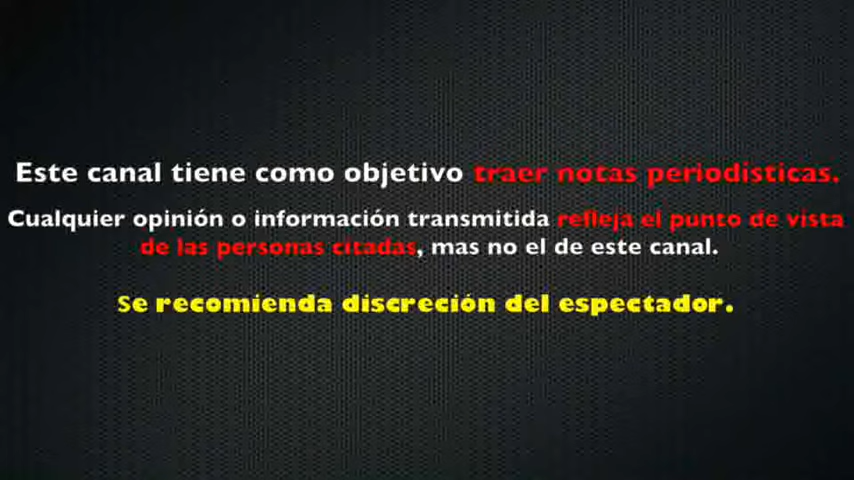 Este canal tiene como objetivo traer notas periodísticas.
Cualquier opinión o información transmitida refleja el punto de vista
de las personas citadas, mas no el de este canal.
Se recomienda discreción del espectador.